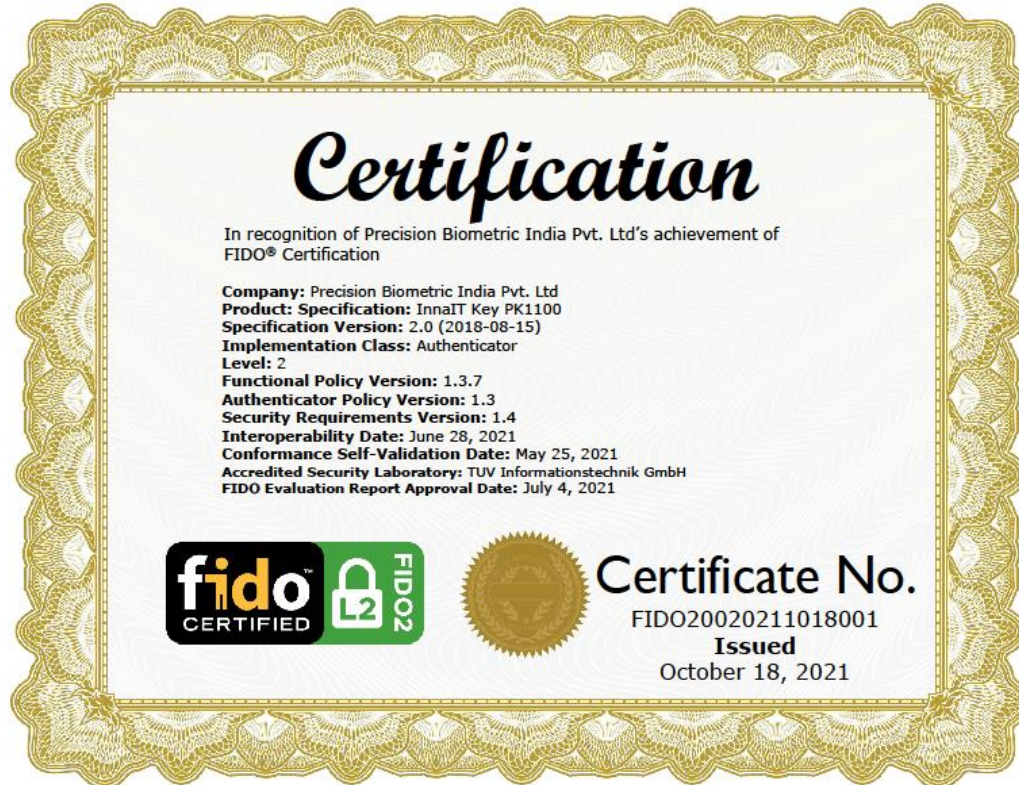 Certification
In recognition of Precision Biometric India Pvt. Ltd’s achievement of
FIDO® Certification
Company: Precision Biometric India Pvt. Ltd
Product: Specification: InnaIT Key PK1100
Specification Version: 2.0 (2018-08-15)
Implementation Class: Authenticator
Level: 2
Functional Policy Version: 1.3.7
Authenticator Policy Version: 1.3
Security Requirements Version: 1.4
Interoperability Date: June 28, 2021
Conformance Self-Validation Date: May 25, 2021
Accredited Security Laboratory: TUV Informationstechnik GmbH
FIDO Evaluation Report Approval Date: July 4, 2021
fido™
CERTIFIED
L2
FIDO2
Certificate No.
FIDO20020211018001
Issued
October 18, 2021